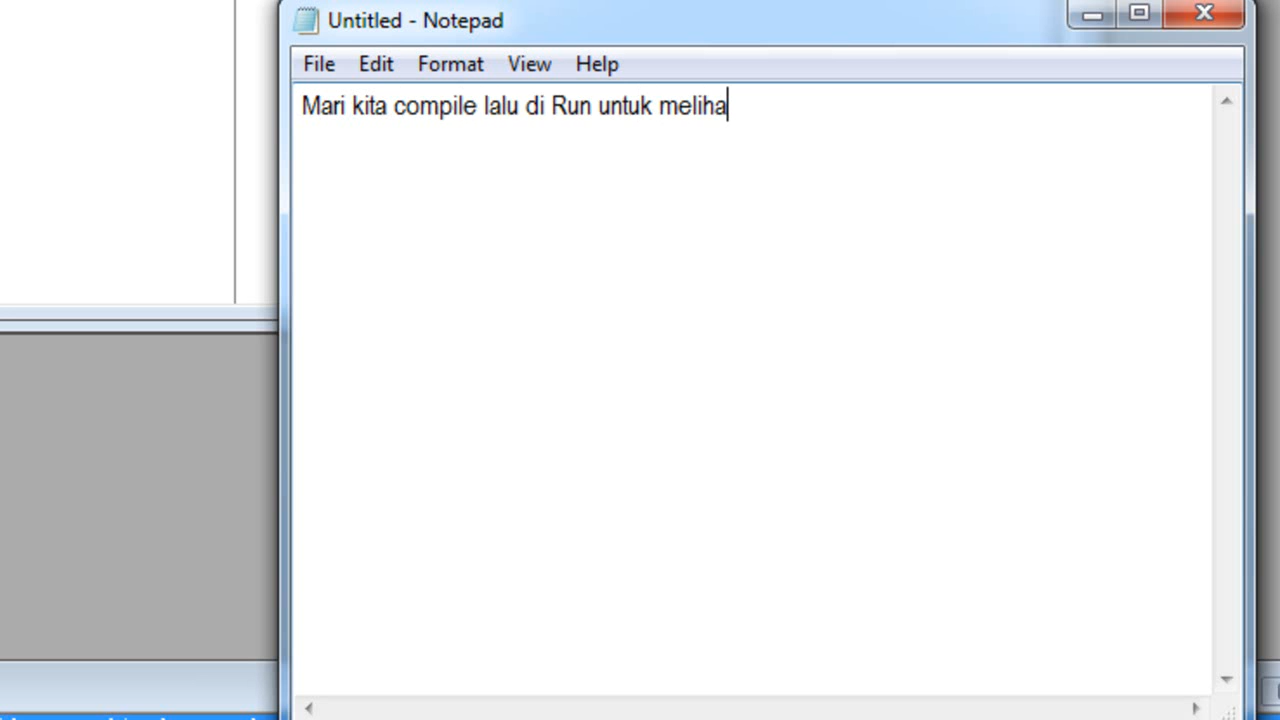 Untitled - Notepad
File Edit Format View Help
Mari kita compile lalu di Run untuk meliha